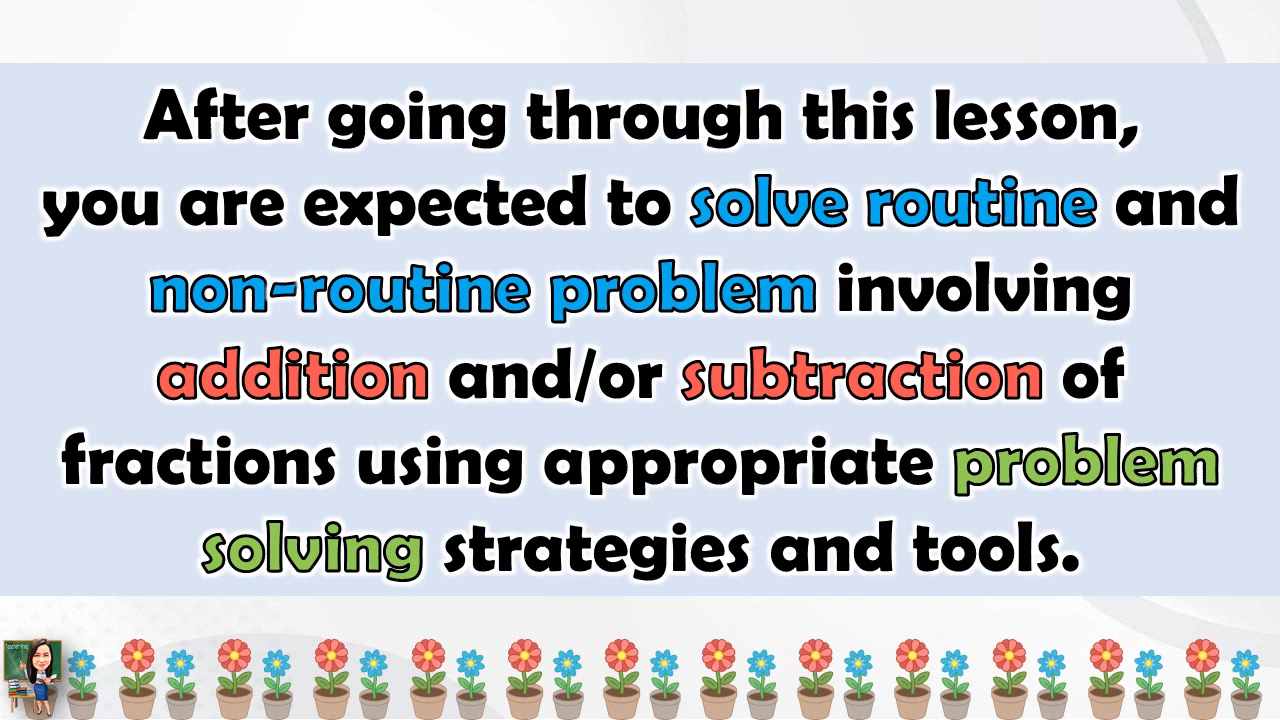 After going through this lesson,
you are expected to solve routine and
non-routine problem involving
addition and/or subtraction of
fractions using appropriate problem
solving strategies and tools.